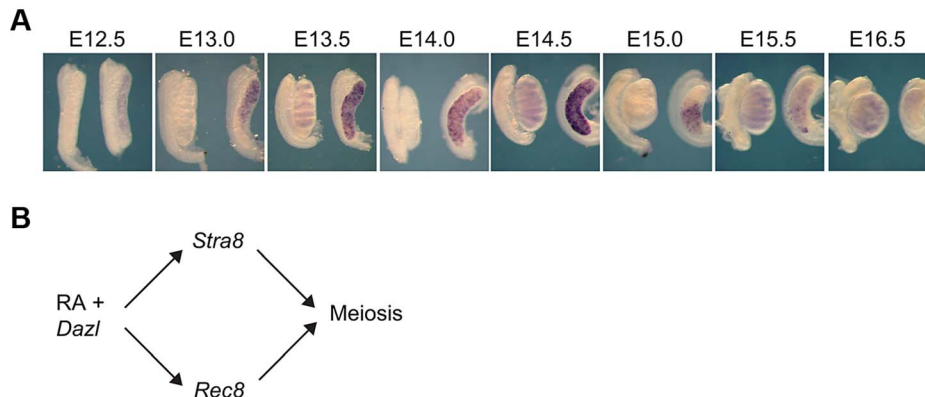 A
E12.5 E13.0 E13.5 E14.0 E14.5 E15.0 E15.5 E16.5
B
Stra8
RA +
Dazl
Meiosis
Rec8